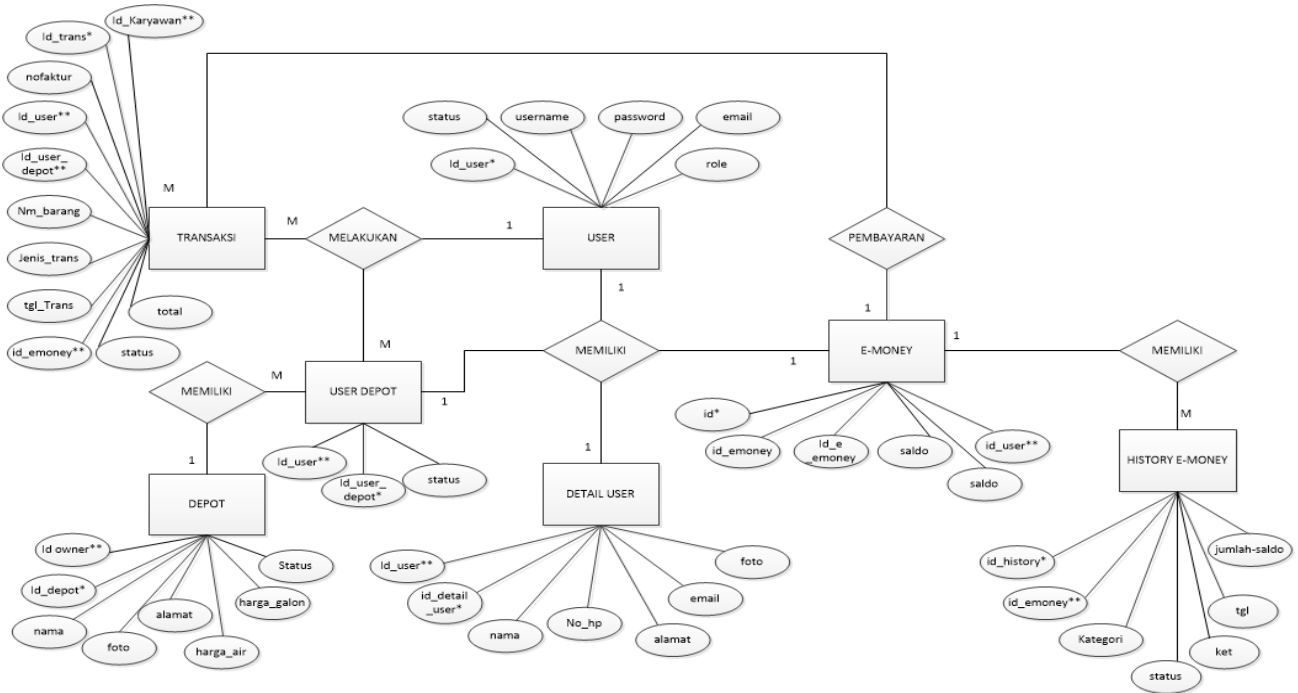 Id_Karyawan**
Id_trans*
nofaktur
Id_user**
Id_user_
depot**
Nm_barang
Jenis_trans
tgl_Trans
id_emoney**
status
total
M
TRANSAKSI
M
MELAKUKAN
1
status
username
password
email
Id_user*
role
USER
1
PEMBAYARAN
1
M
MEMILIKI
M
USER DEPOT
1
MEMILIKI
1
E-MONEY
1
MEMILIKI
M
1
DEPOT
Id_user**
Id_user_
depot*
status
1
DETAIL USER
id*
id_emoney
Id_e
_emoney
saldo
saldo
id_user**
HISTORY E-MONEY
Id owner**
Id_depot*
nama
foto
alamat
harga_air
harga_galon
Status
Id_user**
id_detail
_user*
nama
No_hp
alamat
email
foto
id_history*
id_emoney**
Kategori
status
ket
tgl
jumlah-saldo